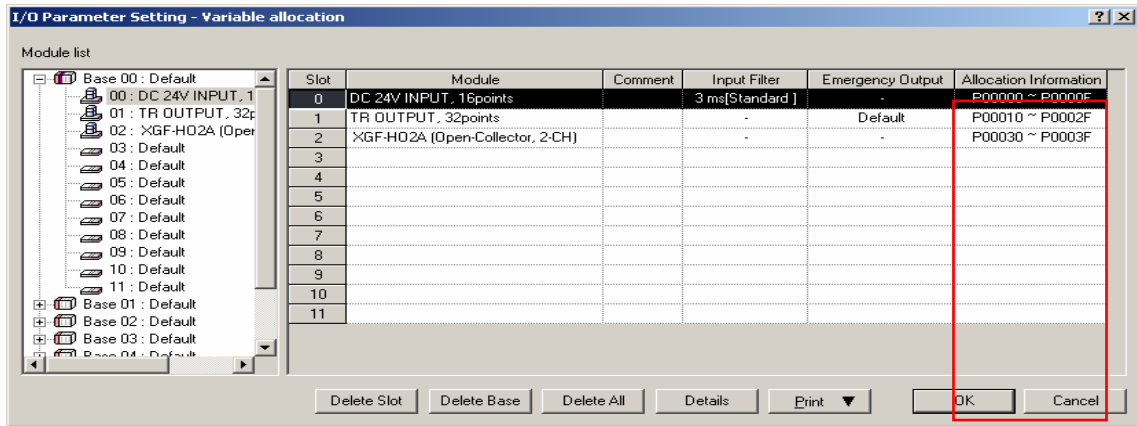 I/O Parameter Setting - Variable allocation
Module list
Base 00 : Default
00 : DC 24V INPUT, 1
01 : TR OUTPUT, 32p
02 : XGF-HO2A (Oper
03 : Default
04 : Default
05 : Default
06 : Default
07 : Default
08 : Default
09 : Default
10 : Default
11 : Default
Base 01 : Default
Base 02 : Default
Base 03 : Default
Base 04 : Default
Slot Module Comment Input Filter Emergency Output Allocation Information
0 DC 24V INPUT, 16points 3 ms[Standard ] - P00000 ~ P0000F
1 TR OUTPUT, 32points - Default P00010 ~ P0002F
2 XGF-HO2A (Open-Collector, 2-CH) - - P00030 ~ P0003F
3
4
5
6
7
8
9
10
11
Delete Slot Delete Base Delete All Details Print ▼ OK Cancel